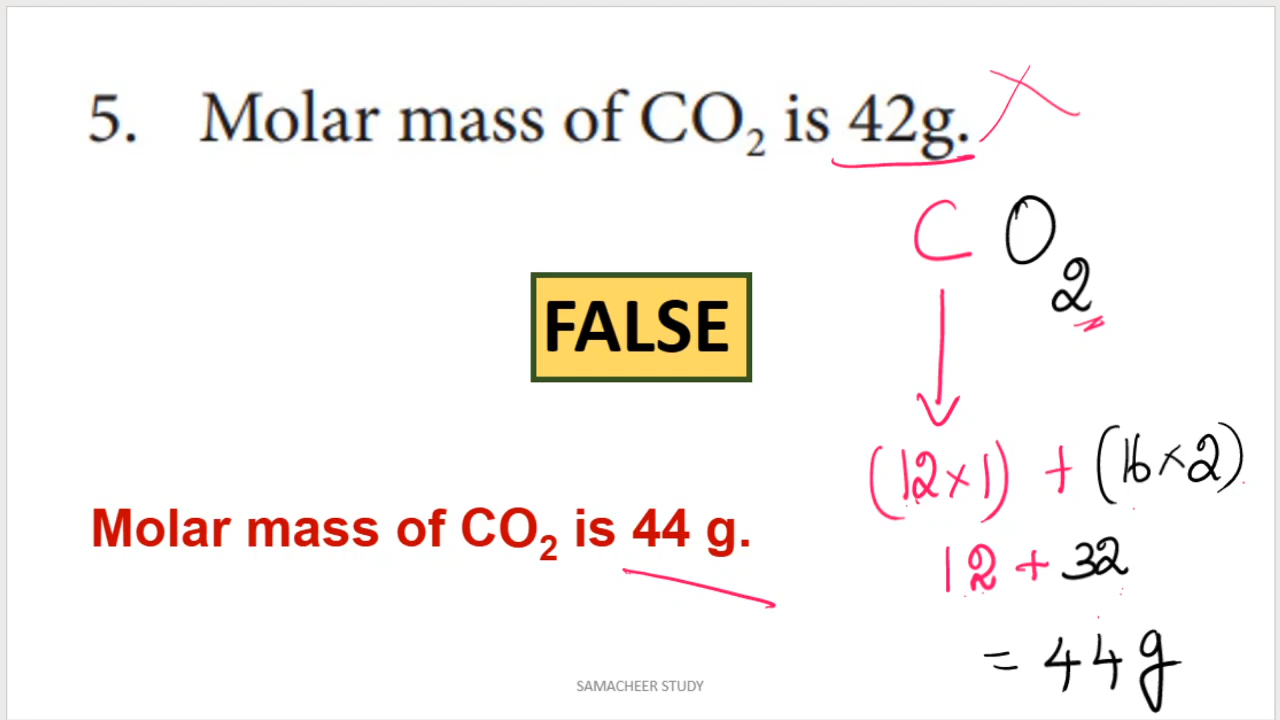 5. Molar mass of CO₂ is 42g.
C O₂
FALSE
(12×1) + (16×2)
Molar mass of CO₂ is 44 g.
12 + 32
= 44g
SAMACHEER STUDY